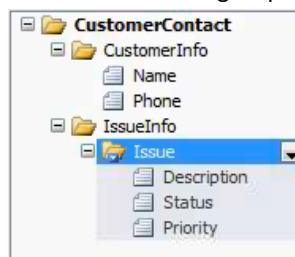 CustomerContact
CustomerInfo
Name
Phone
IssueInfo
Issue
Description
Status
Priority